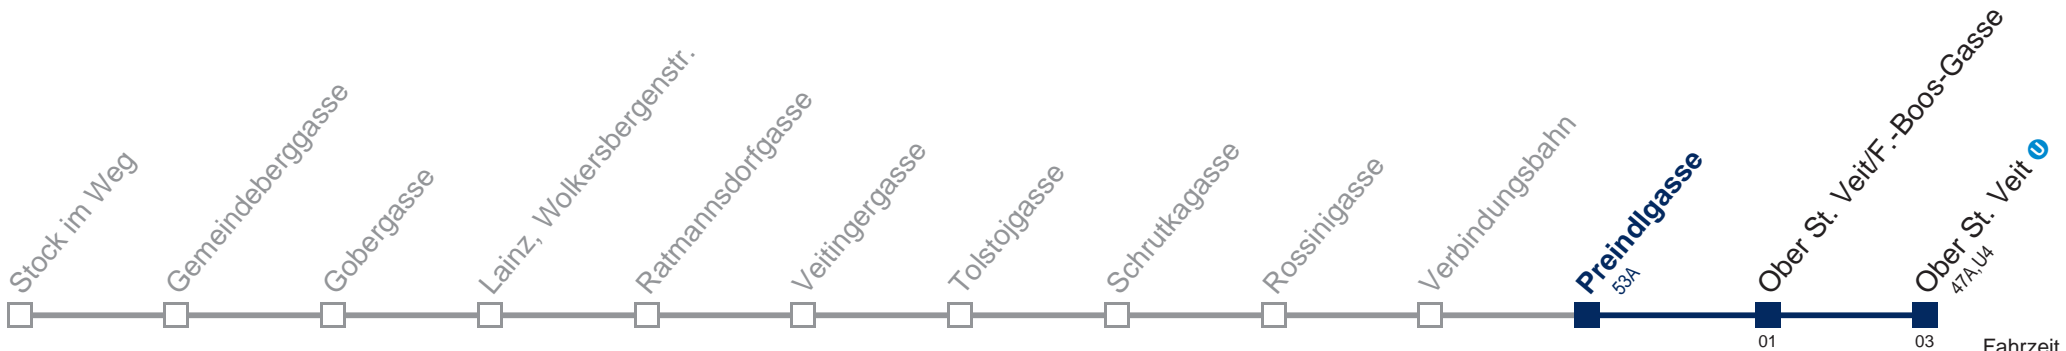 Stock im Weg
Gemeindeberggasse
Gobergasse
Lainz, Wolkersbergenstr.
Ratmannsdorfgasse
Veitingergasse
Tolstojgasse
Schrutkagasse
Rossinigasse
Verbindungsbahn
Preindlgasse
53A
Ober St. Veit/F.-Boos-Gasse
Ober St. Veit U
47A,U4
01
03
Fahrzeit